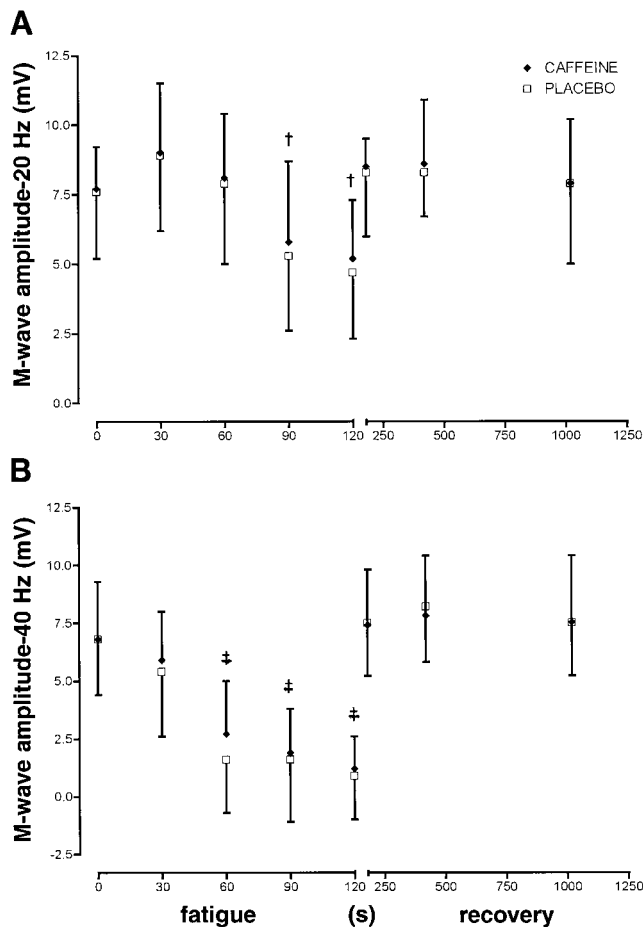 A
M-wave amplitude-20 Hz (mV)
12.5
10.0
7.5
5.0
2.5
0.0
◆ CAFFEINE
□ PLACEBO
†
†
0 30 60 90 120 250 500 750 1000 1250
B
M-wave amplitude-40 Hz (mV)
12.5
10.0
7.5
5.0
2.5
0.0
-2.5
‡
‡
‡
0 30 60 90 120 250 500 750 1000 1250
fatigue (s) recovery